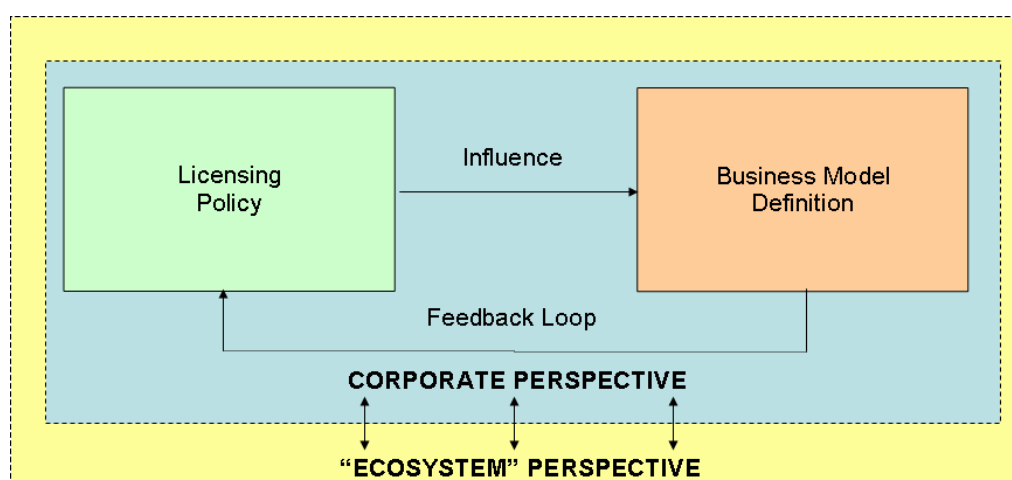 Licensing
Policy
Influence
Business Model
Definition
Feedback Loop
CORPORATE PERSPECTIVE
“ECOSYSTEM” PERSPECTIVE